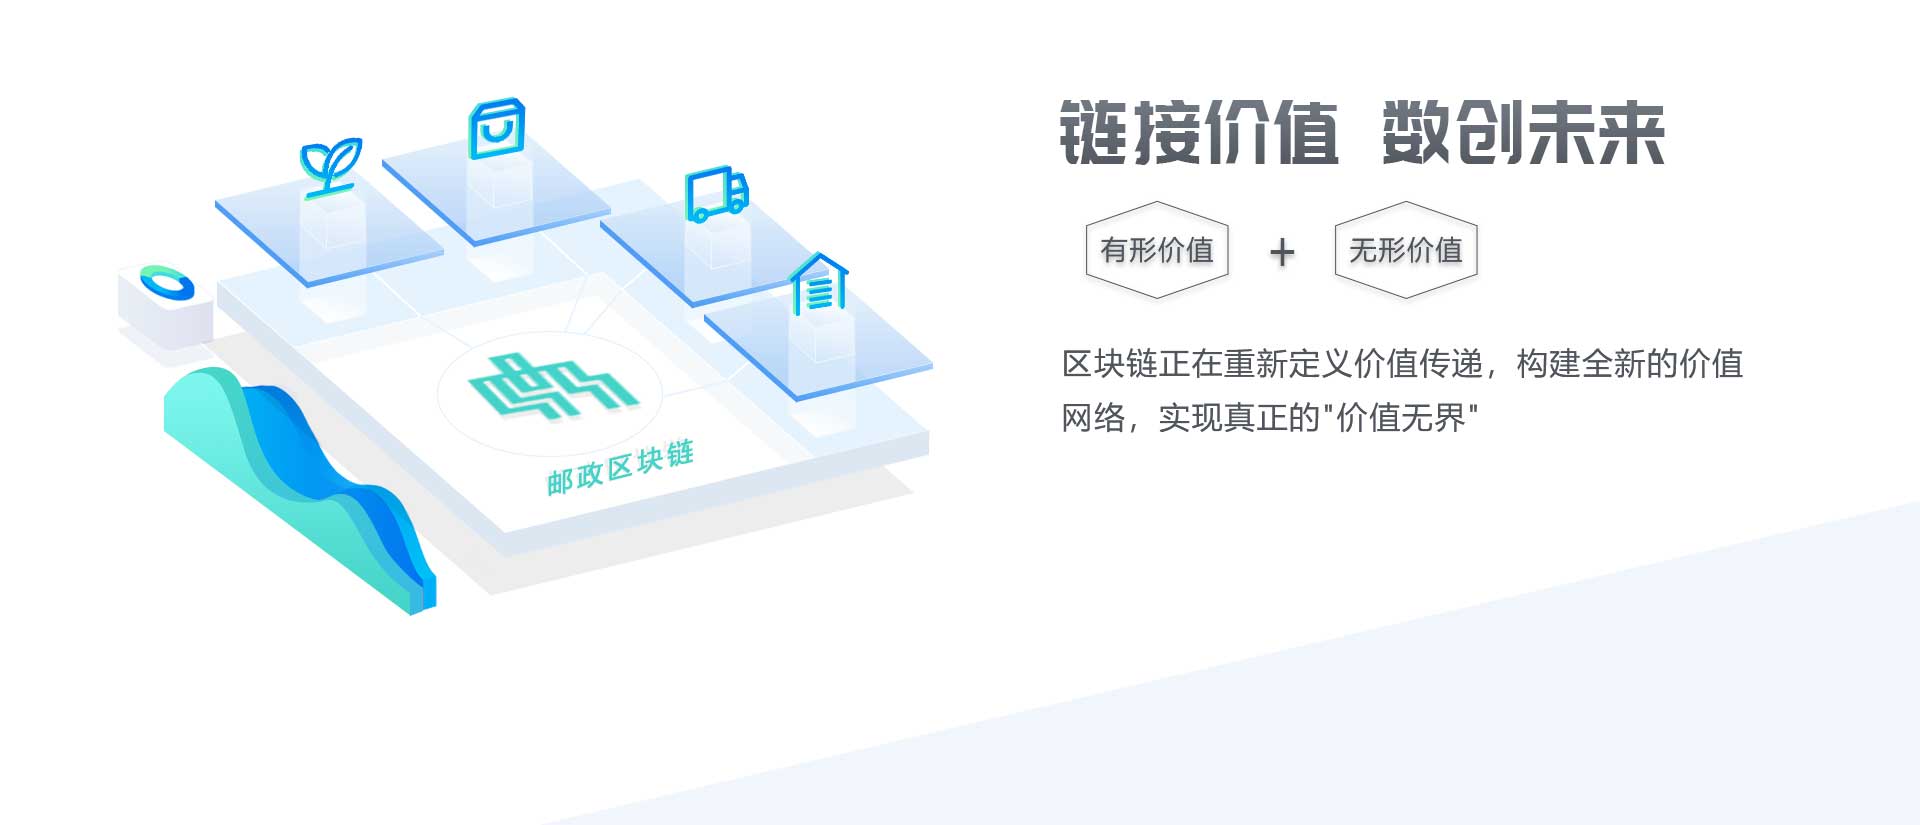 链接价值 数创未来
有形价值 + 无形价值
区块链正在重新定义价值传递，构建全新的价值
网络，实现真正的"价值无界"
邮政区块链